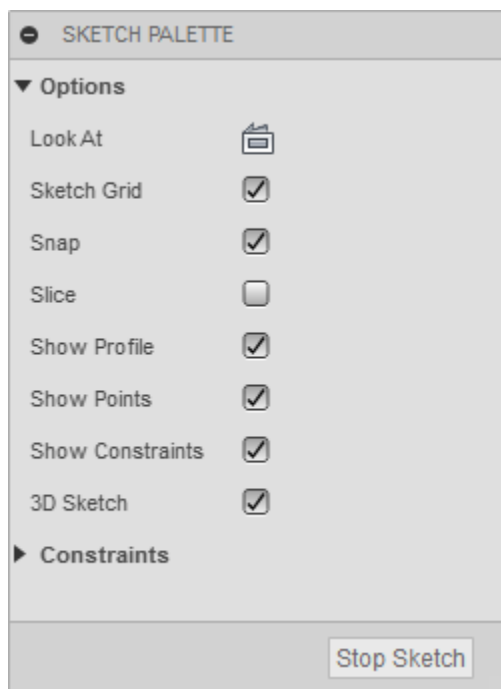 SKETCH PALETTE
Options
Look At
Sketch Grid
Snap
Slice
Show Profile
Show Points
Show Constraints
3D Sketch
Constraints
Stop Sketch